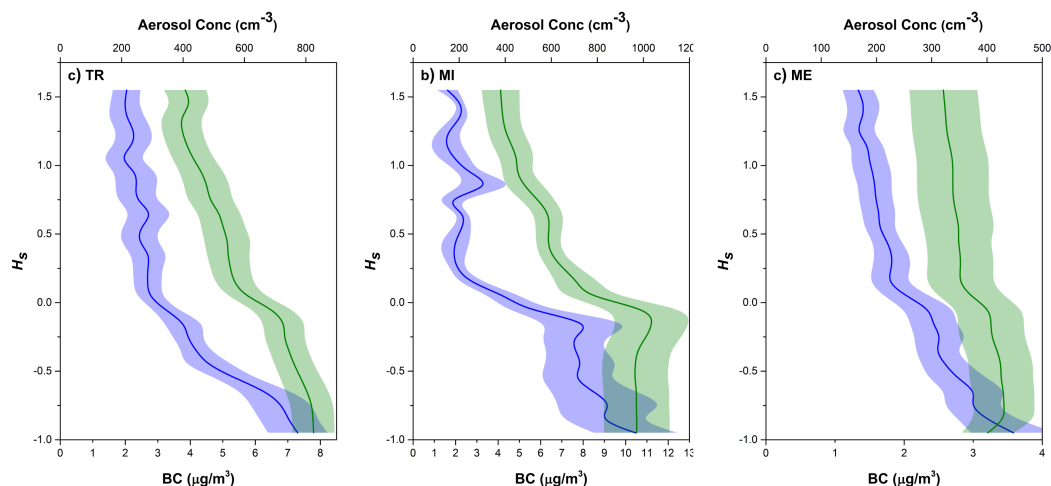 Aerosol Conc (cm-3)
0 200 400 600 800
c) TR
1.5
1.0
0.5
0.0
-0.5
-1.0
Hs
0 1 2 3 4 5 6 7 8
BC (μg/m3)
Aerosol Conc (cm-3)
0 200 400 600 800 1000 120
b) MI
1.5
1.0
0.5
0.0
-0.5
-1.0
Hs
0 1 2 3 4 5 6 7 8 9 10 11 12 13
BC (μg/m3)
Aerosol Conc (cm-3)
0 100 200 300 400 500
c) ME
1.5
1.0
0.5
0.0
-0.5
-1.0
Hs
0 1 2 3 4
BC (μg/m3)